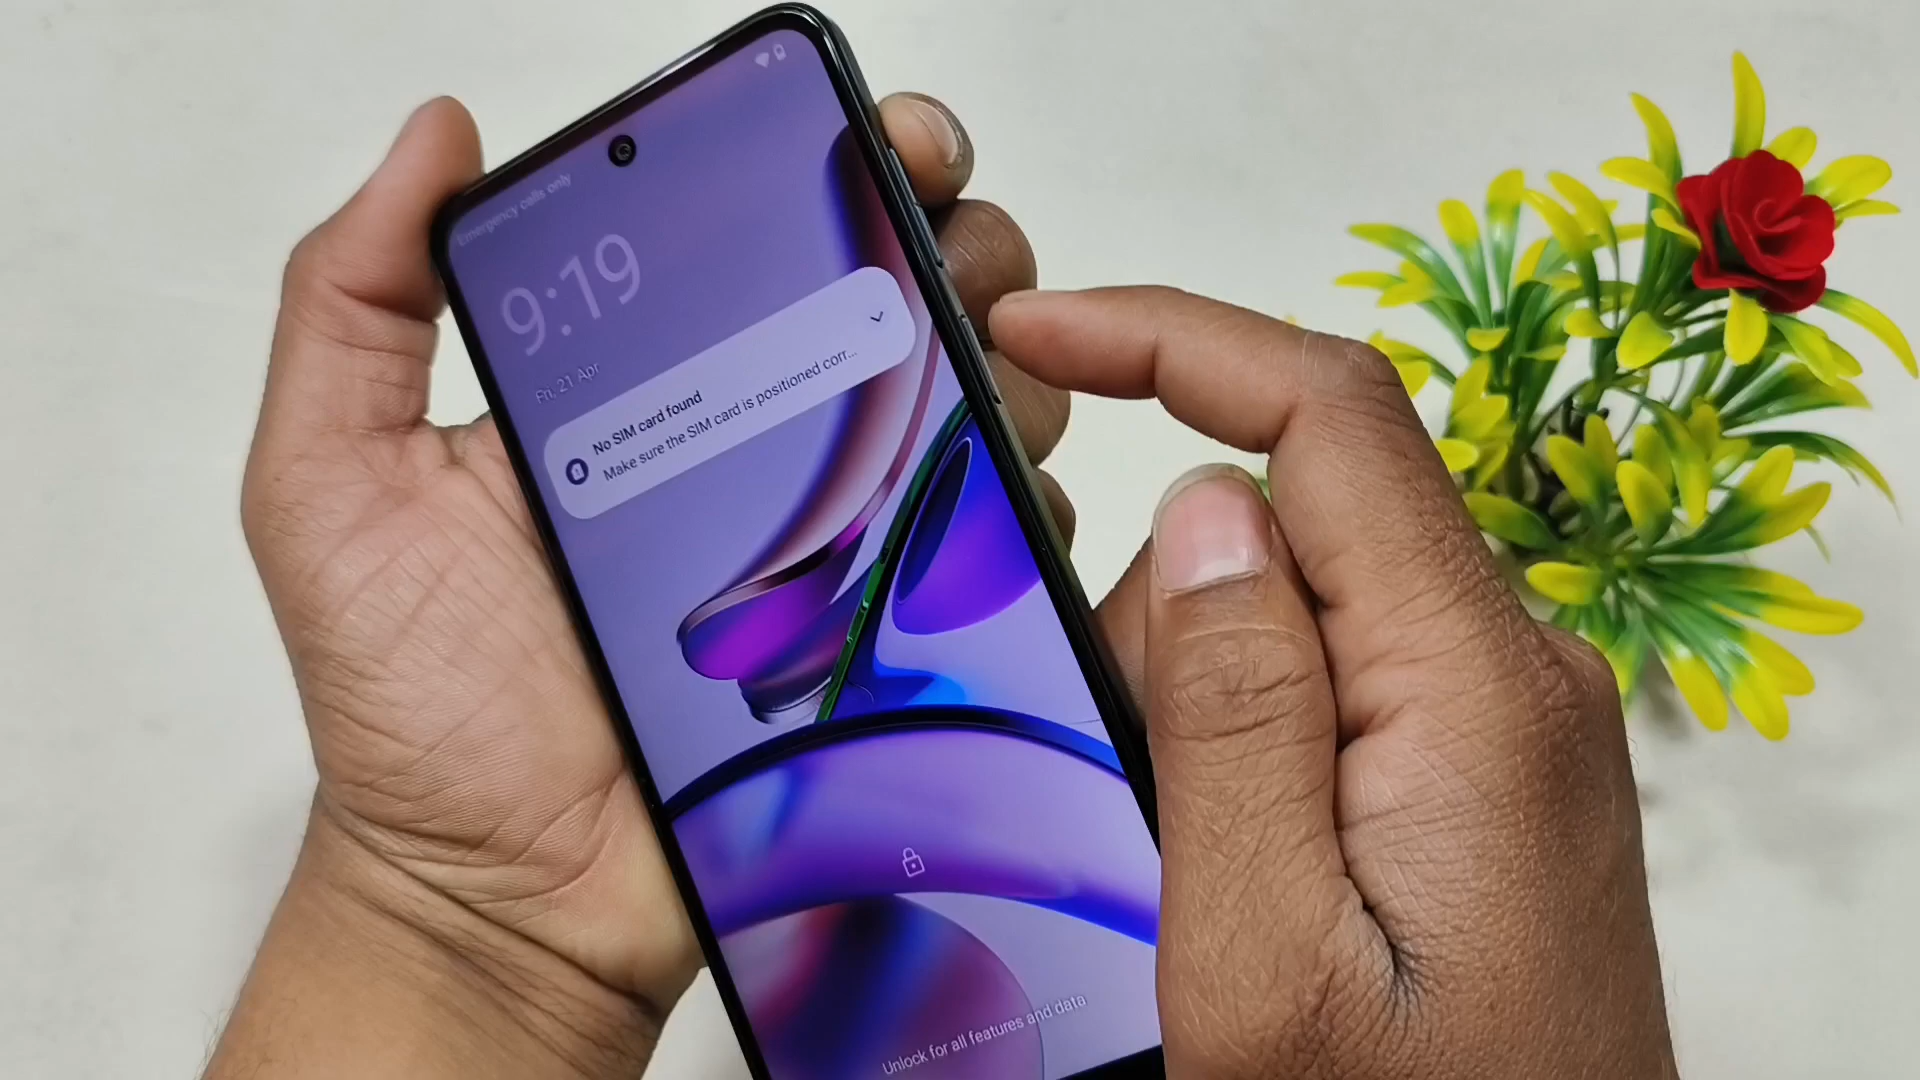 Emergency calls only
9:19
Fri, 21 Apr
No SIM card found
Make sure the SIM card is positioned corr...
Unlock for all features and data